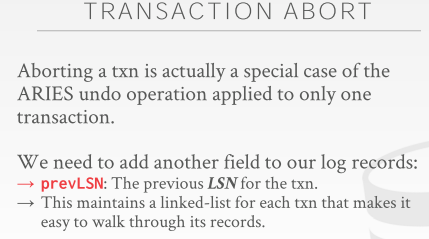 TRANSACTION ABORT
Aborting a txn is actually a special case of the
ARIES undo operation applied to only one
transaction.
We need to add another field to our log records:
→ prevLSN: The previous LSN for the txn.
→ This maintains a linked-list for each txn that makes it
easy to walk through its records.